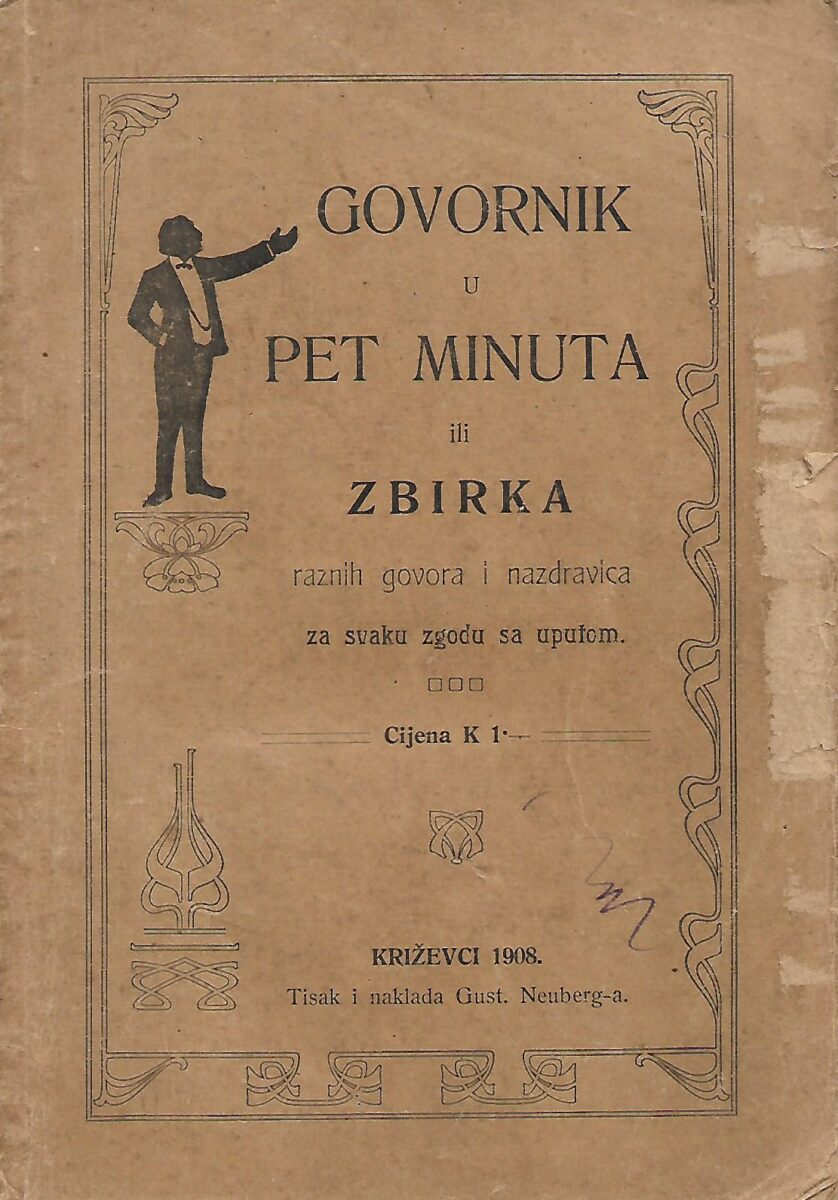 GOVORNIK
U
PET MINUTA
ili
ZBIRKA
raznih govora i nazdravica
za svaku zgodu sa uputom.
Cijena K 1·—
KRIŽEVCI 1908.
Tisak i naklada Gust. Neuberg-a.